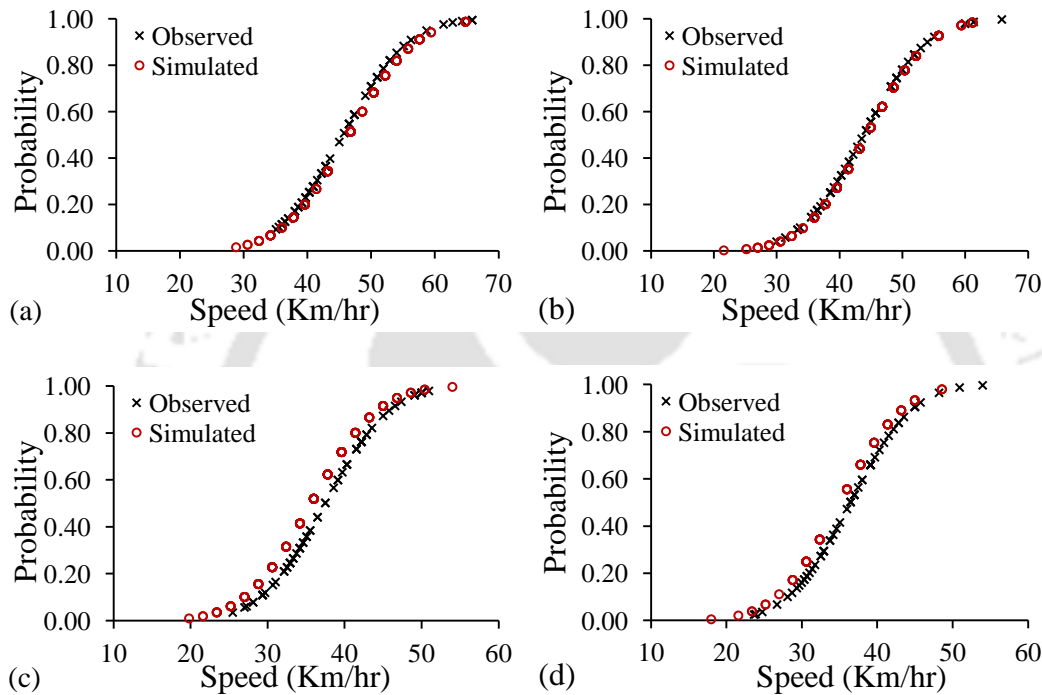 1.00
0.80
0.60
0.40
0.20
0.00
Probability
× Observed
○ Simulated
10 20 30 40 50 60 70
Speed (Km/hr)
(a)
1.00
0.80
0.60
0.40
0.20
0.00
Probability
× Observed
○ Simulated
10 20 30 40 50 60 70
Speed (Km/hr)
(b)
1.00
0.80
0.60
0.40
0.20
0.00
Probability
× Observed
○ Simulated
10 20 30 40 50 60
Speed (Km/hr)
(c)
1.00
0.80
0.60
0.40
0.20
0.00
Probability
× Observed
○ Simulated
10 20 30 40 50 60
Speed (Km/hr)
(d)